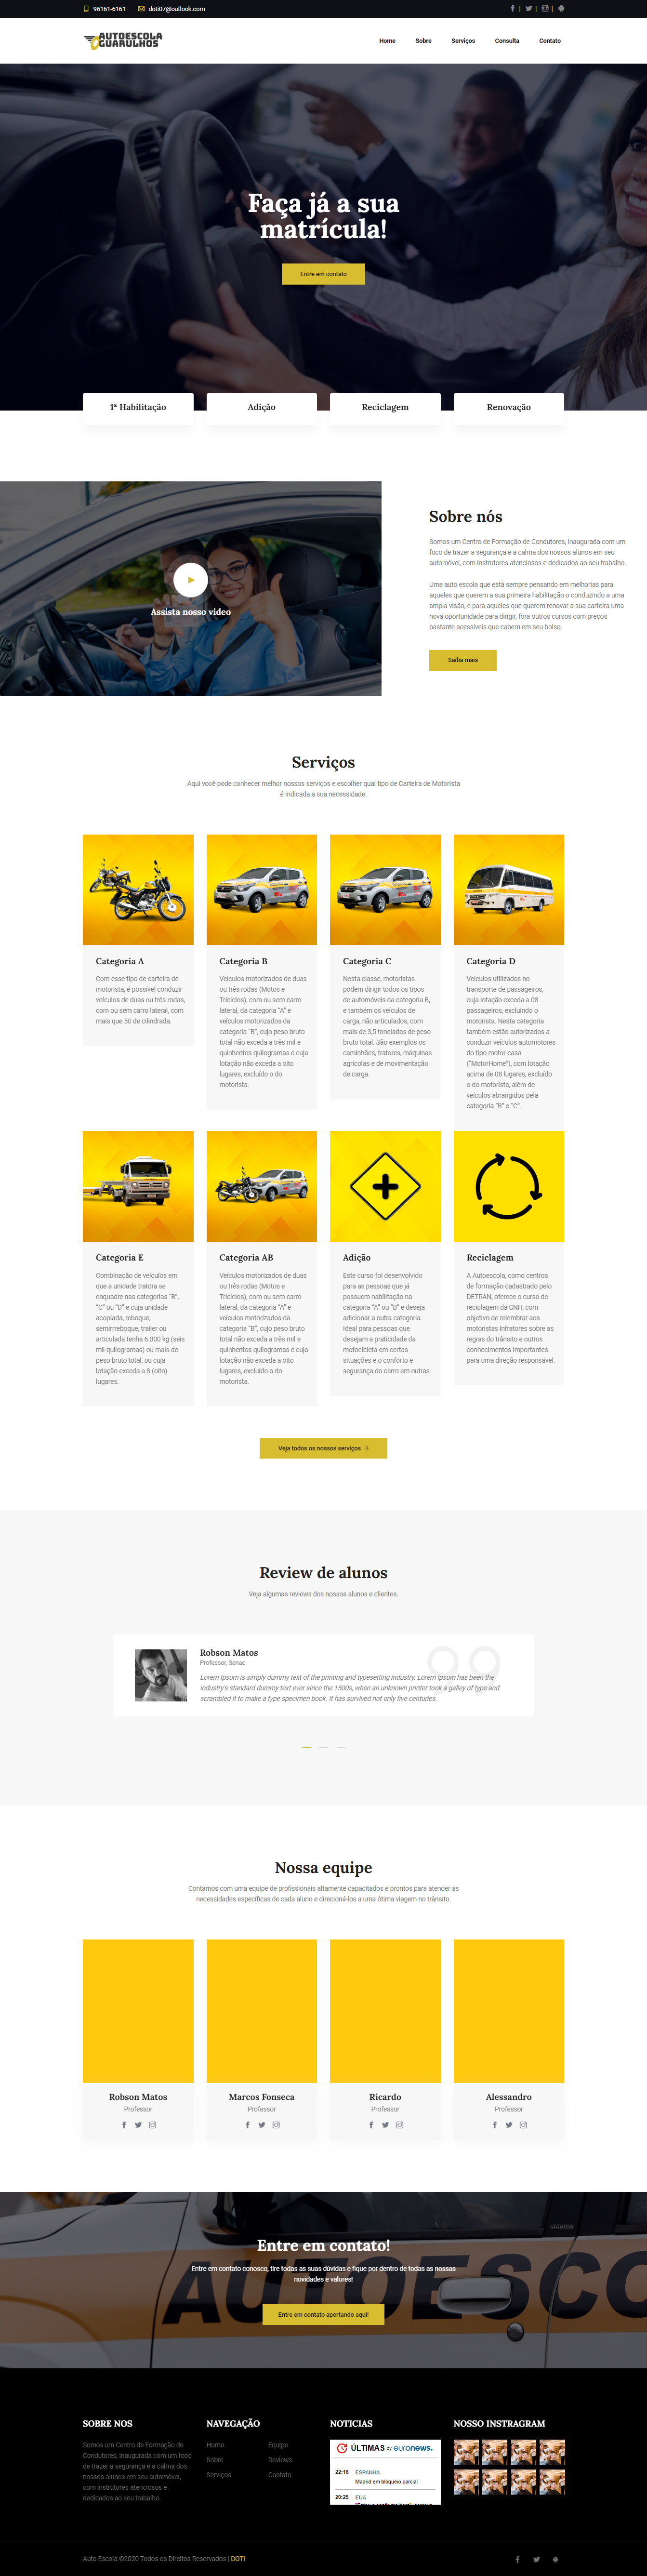 96161-6161
doti07@outlook.com
AUTOESCOLA
GUARULHOS
Home
Sobre
Serviços
Consulta
Contato
Faça já a sua
matrícula!
Entre em contato
1ª Habilitação
Adição
Reciclagem
Renovação
Assista nosso video
Sobre nós
Somos um Centro de Formação de Condutores, inaugurada com um
foco de trazer a segurança e a calma dos nossos alunos em seu
automóvel, com instrutores atenciosos e dedicados ao seu trabalho.
Uma auto escola que está sempre pensando em melhorias para
aqueles que querem a sua primeira habilitação o conduzindo a uma
ampla visão, e para aqueles que querem renovar a sua carteira uma
nova oportunidade para dirigir, fora outros cursos com preços
bastante acessíveis que cabem em seu bolso.
Saiba mais
Serviços
Aqui você pode conhecer melhor nossos serviços e escolher qual tipo de Carteira de Motorista
é indicada a sua necessidade.
Categoria A
Com esse tipo de carteira de
motorista, é possível conduzir
veículos de duas ou três rodas,
com ou sem carro lateral, com
mais que 50 de cilindrada.
Categoria B
Veículos motorizados de duas
ou três rodas (Motos e
Triciclos), com ou sem carro
lateral, da categoria "A" e
veículos motorizados da
categoria "B", cujo peso bruto
total não exceda a três mil e
quinhentos quilogramas e cuja
lotação não exceda a oito
lugares, excluído o do
motorista.
Categoria C
Nesta classe, motoristas
podem dirigir todos os tipos
de automóveis da categoria B,
e também os veículos de
carga, não articulados, com
mais de 3,5 toneladas de peso
bruto total. São exemplos os
caminhões, tratores, máquinas
agrícolas e de movimentação
de carga.
Categoria D
Veículos utilizados no
transporte de passageiros,
cuja lotação exceda a 08
passageiros, excluindo o
motorista. Nesta categoria
também estão autorizados a
conduzir veículos automotores
do tipo motor-casa
("MotorHome"), com lotação
acima de 08 lugares, excluído
o do motorista, além de
veículos abrangidos pela
categoria "B" e "C".
Categoria E
Combinação de veículos em
que a unidade tratora se
enquadre nas categorias "B",
"C" ou "D" e cuja unidade
acoplada, reboque,
semirreboque, trailer ou
articulada tenha 6.000 kg (seis
mil quilogramas) ou mais de
peso bruto total, ou cuja
lotação exceda a 8 (oito)
lugares.
Categoria AB
Veículos motorizados de duas
ou três rodas (Motos e
Triciclos), com ou sem carro
lateral, da categoria "A" e
veículos motorizados da
categoria "B", cujo peso bruto
total não exceda a três mil e
quinhentos quilogramas e cuja
lotação não exceda a oito
lugares, excluído o do
motorista.
Adição
Este curso foi desenvolvido
para as pessoas que já
possuem habilitação na
categoria "A" ou "B" e deseja
adicionar a outra categoria.
Ideal para pessoas que
desejam a praticidade da
motocicleta em certas
situações e o conforto e
segurança do carro em outras.
Reciclagem
A Autoescola, como centros
de formação cadastrado pelo
DETRAN, oferece o curso de
reciclagem da CNH, com
objetivo de relembrar aos
motoristas infratores sobre as
regras do trânsito e outros
conhecimentos importantes
para uma direção responsável.
Veja todos os nossos serviços
Review de alunos
Veja algumas reviews dos nossos alunos e clientes.
Robson Matos
Professor, Senac
Lorem Ipsum is simply dummy text of the printing and typesetting industry. Lorem Ipsum has been the
industry's standard dummy text ever since the 1500s, when an unknown printer took a galley of type and
scrambled it to make a type specimen book. It has survived not only five centuries.
Nossa equipe
Contamos com uma equipe de profissionais altamente capacitados e prontos para atender as
necessidades específicas de cada aluno e direcioná-los a uma ótima viagem no trânsito.
Robson Matos
Professor
Marcos Fonseca
Professor
Ricardo
Professor
Alessandro
Professor
AUTOESCO
Entre em contato!
Entre em contato conosco, tire todas as suas dúvidas e fique por dentro de todas as nossas
novidades e valores!
Entre em contato apertando aqui!
SOBRE NOS
Somos um Centro de Formação de
Condutores, inaugurada com um foco
de trazer a segurança e a calma dos
nossos alunos em seu automóvel,
com instrutores atenciosos e
dedicados ao seu trabalho.
NAVEGAÇÃO
Home
Sobre
Serviços
Equipe
Reviews
Contato
NOTICIAS
ÚLTIMAS by euronews.
22:16 ESPANHA
Madrid em bloqueio parcial
20:25 EUA
NOSSO INSTRAGRAM
Auto Escola ©2020 Todos os Direitos Reservados | DOTI